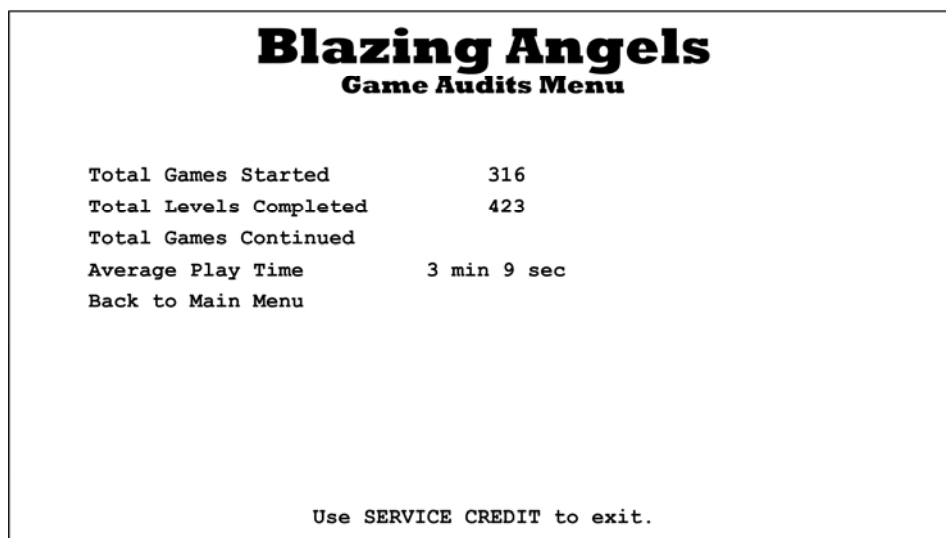 Blazing Angels
Game Audits Menu
Total Games Started 316
Total Levels Completed 423
Total Games Continued
Average Play Time 3 min 9 sec
Back to Main Menu
Use SERVICE CREDIT to exit.